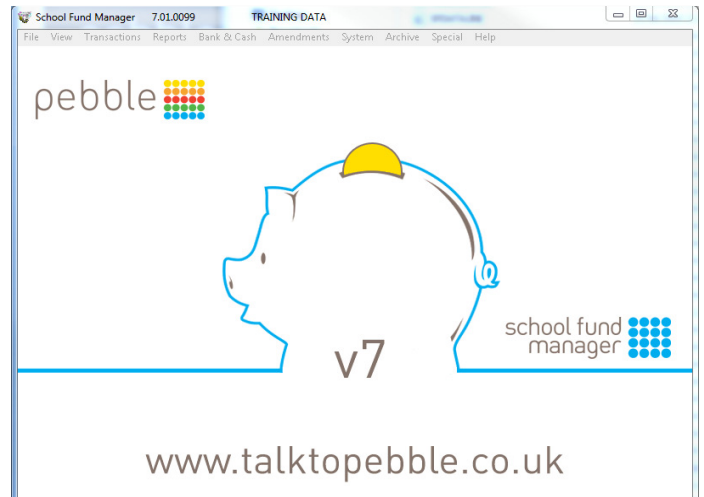 School Fund Manager 7.01.0099 TRAINING DATA
File View Transactions Reports Bank & Cash Amendments System Archive Special Help
pebble
school fund
manager
v7
www.talktopebble.co.uk